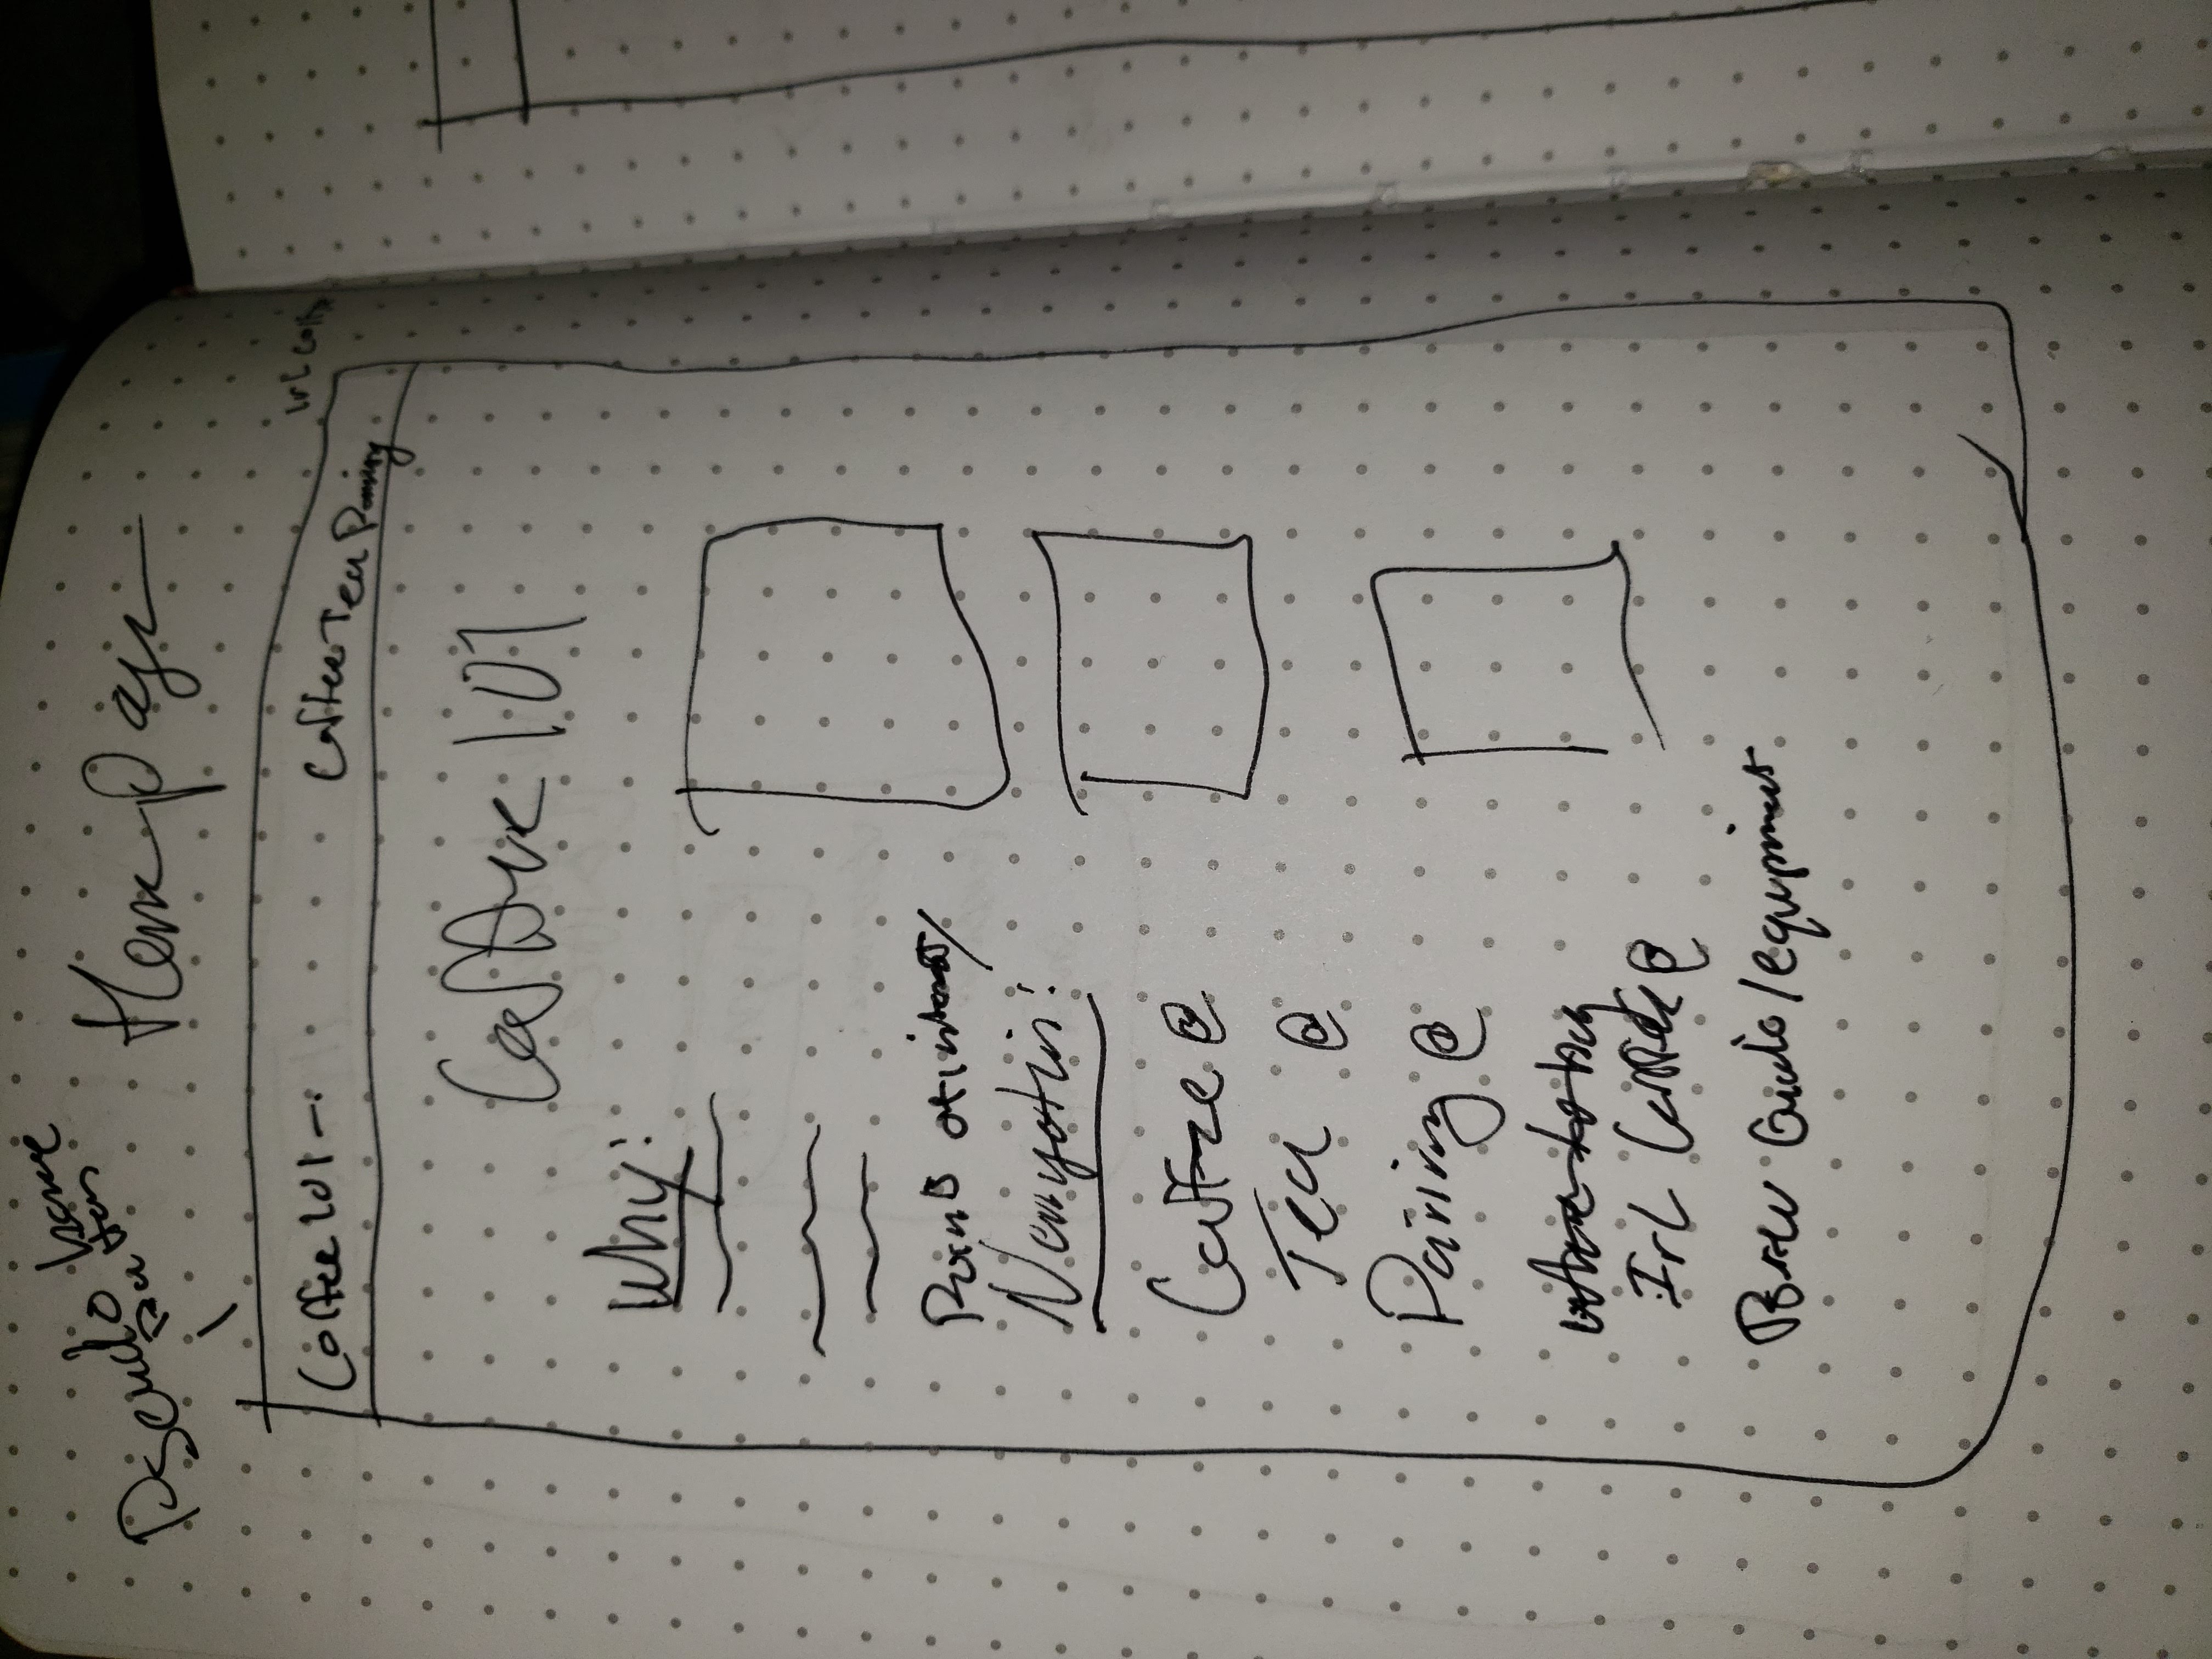 Pseudo home
button
Home page
Irl Coffee
Coffee 101
Coffee Tea Pairing
Coffee 101
Why:
Points of interest/
Navigation:
Coffee @
Tea @
Pairing @
where to buy
Irl Coffee @
Brew Guide/equipment